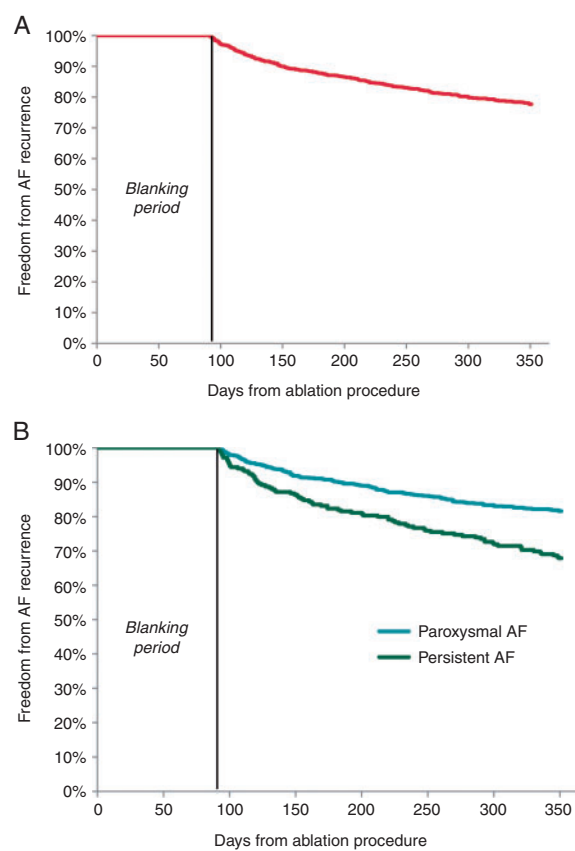 A
100%
90%
80%
70%
60%
50%
40%
30%
20%
10%
0%
Freedom from AF recurrence
Blanking
period
0 50 100 150 200 250 300 350
Days from ablation procedure
B
100%
90%
80%
70%
60%
50%
40%
30%
20%
10%
0%
Freedom from AF recurrence
Blanking
period
Paroxysmal AF
Persistent AF
0 50 100 150 200 250 300 350
Days from ablation procedure